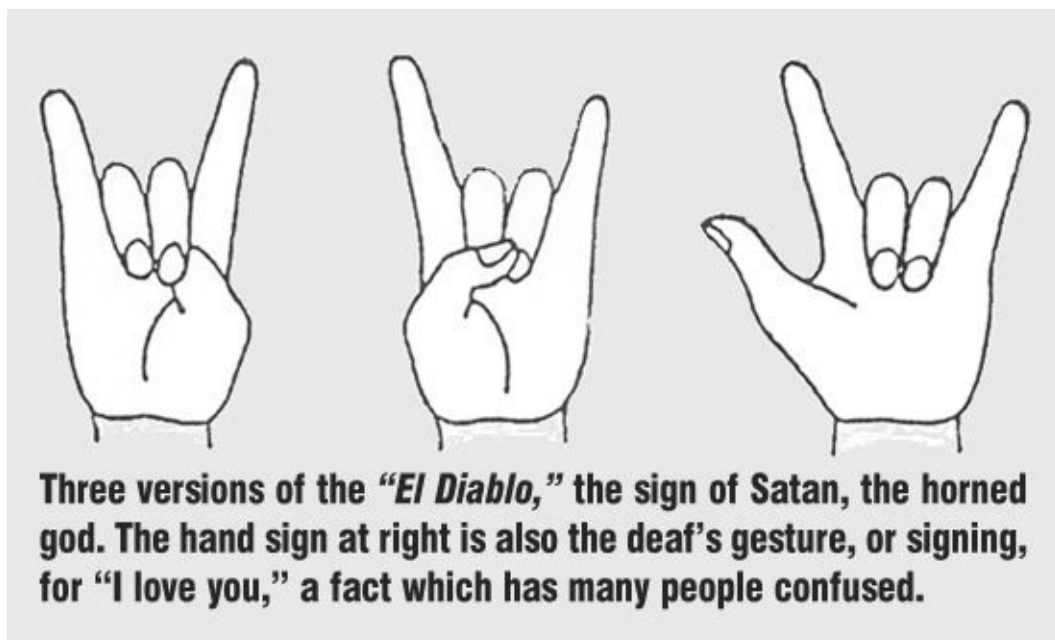 Three versions of the “El Diablo,” the sign of Satan, the horned
god. The hand sign at right is also the deaf’s gesture, or signing,
for “I love you,” a fact which has many people confused.